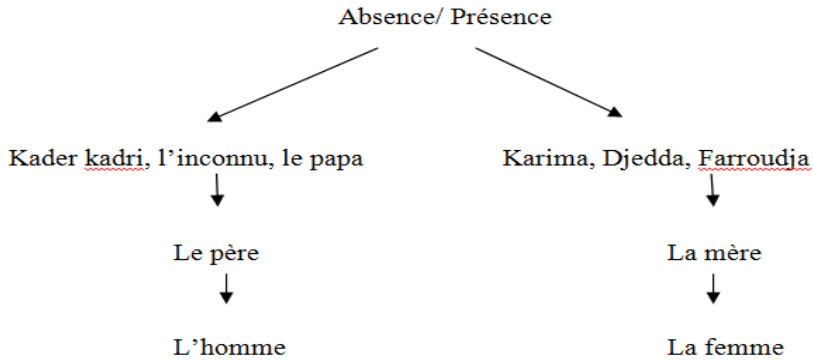 Absence/ Présence
Kader kadri, l’inconnu, le papa
Karima, Djedda, Farroudja
Le père
La mère
L’homme
La femme